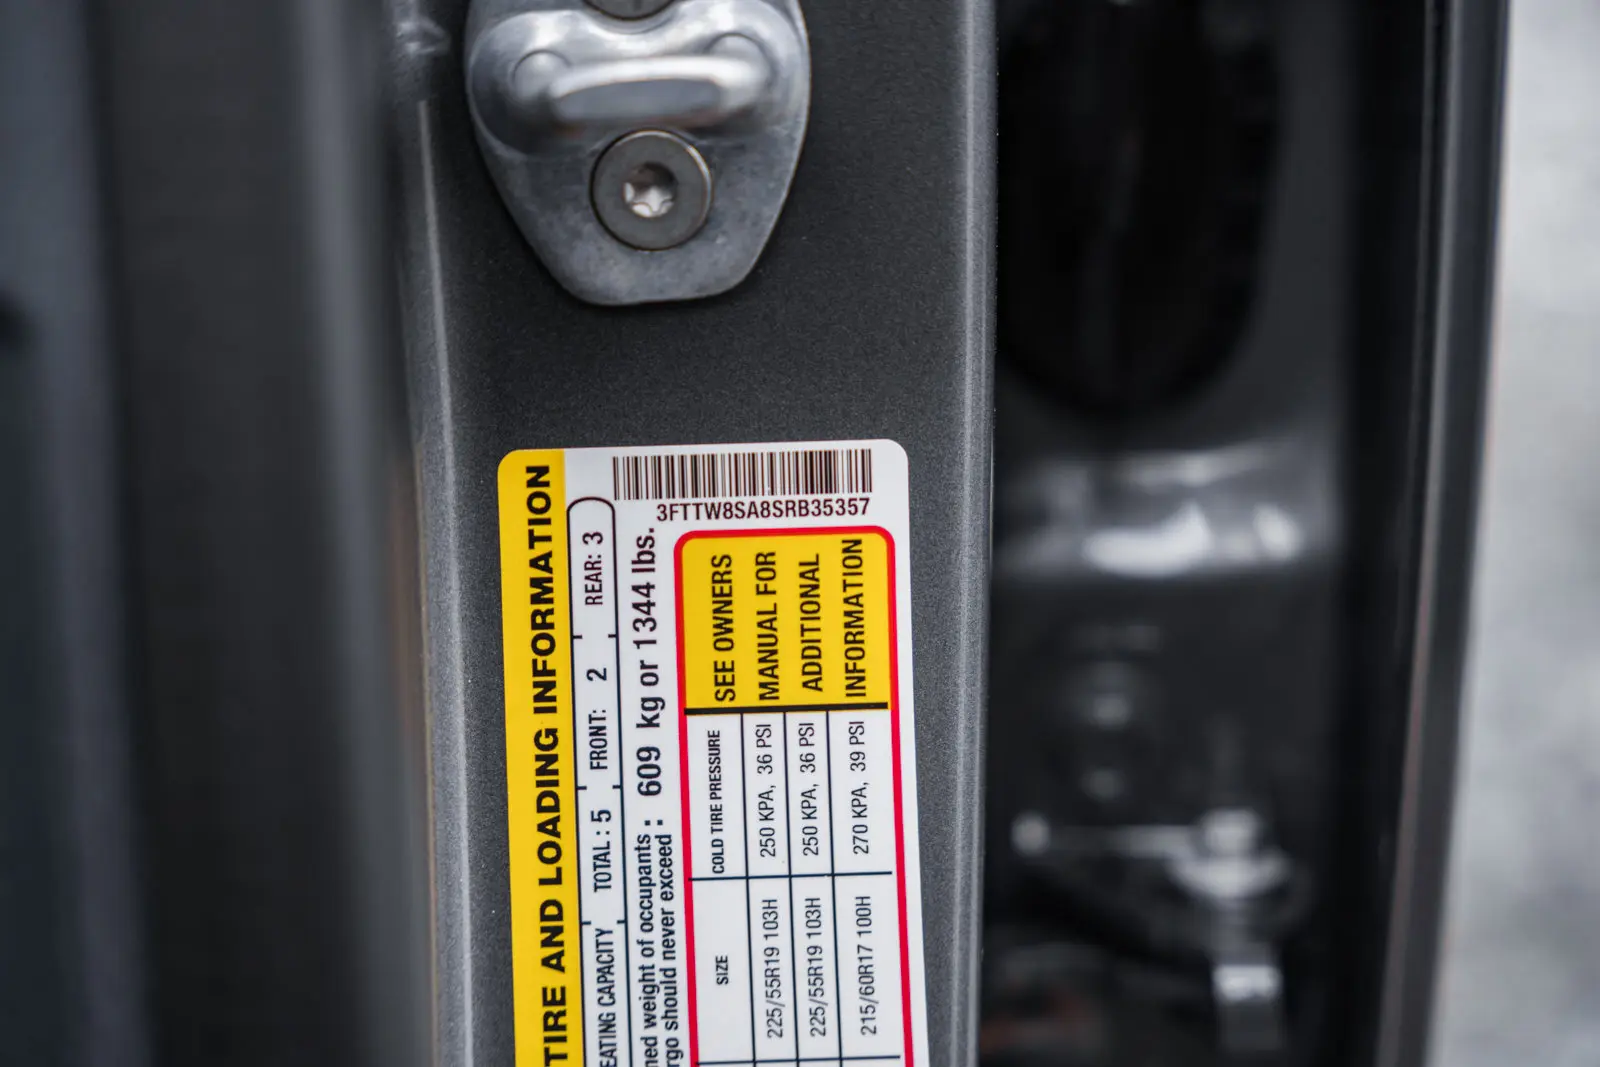 3FTTW8SA8SRB35357
TIRE AND LOADING INFORMATION
EATING CAPACITY TOTAL : 5 FRONT: 2 REAR: 3
ned weight of occupants :
rgo should never exceed : 609 kg or 1344 lbs.
SIZE COLD TIRE PRESSURE
225/55R19 103H 250 KPA, 36 PSI
225/55R19 103H 250 KPA, 36 PSI
215/60R17 100H 270 KPA, 39 PSI
SEE OWNERS
MANUAL FOR
ADDITIONAL
INFORMATION